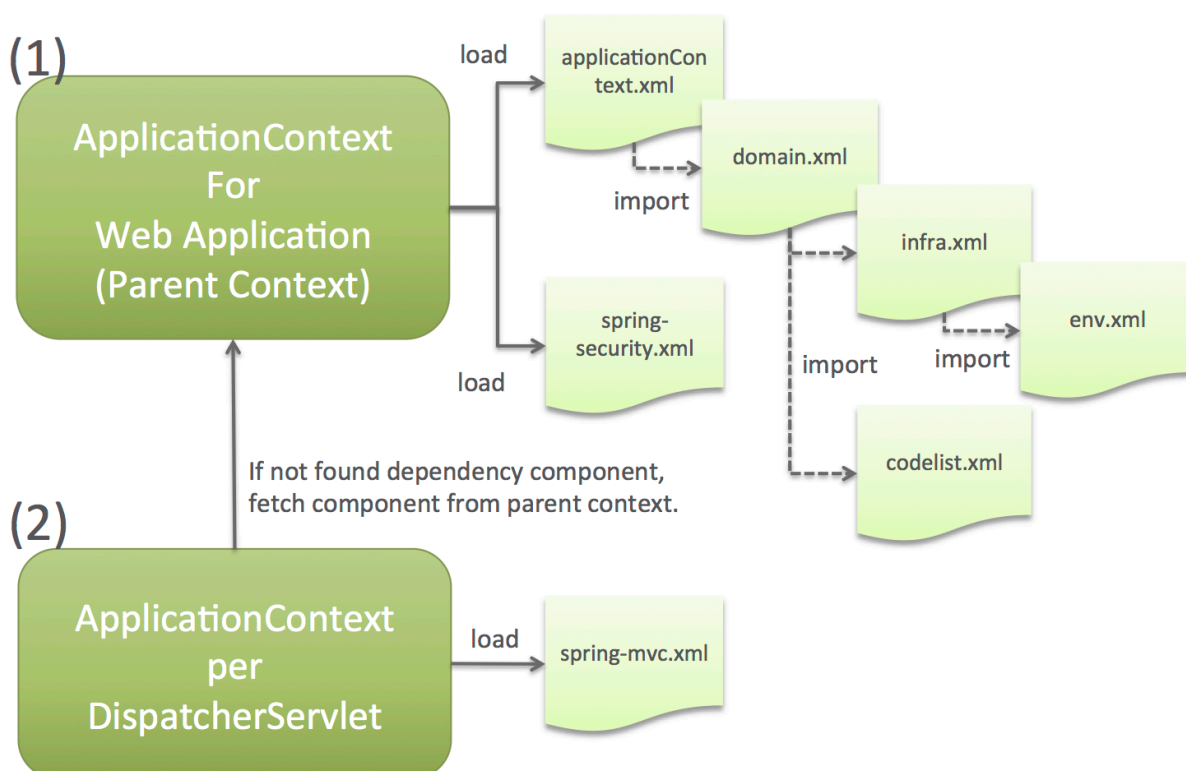 (1)
ApplicationContext
For
Web Application
(Parent Context)
load
applicationCon
text.xml
import
domain.xml
infra.xml
import
env.xml
import
codelist.xml
load
spring-
security.xml
If not found dependency component,
fetch component from parent context.
(2)
ApplicationContext
per
DispatcherServlet
load
spring-mvc.xml